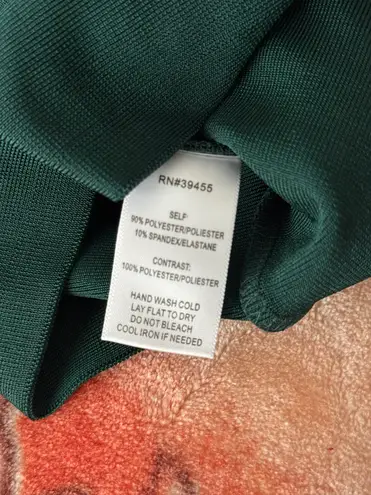 RN#39455
SELF:
90% POLYESTER/POLIESTER
10% SPANDEX/ELASTANE
CONTRAST:
100% POLYESTER/POLIESTER
HAND WASH COLD
LAY FLAT TO DRY
DO NOT BLEACH
COOL IRON IF NEEDED